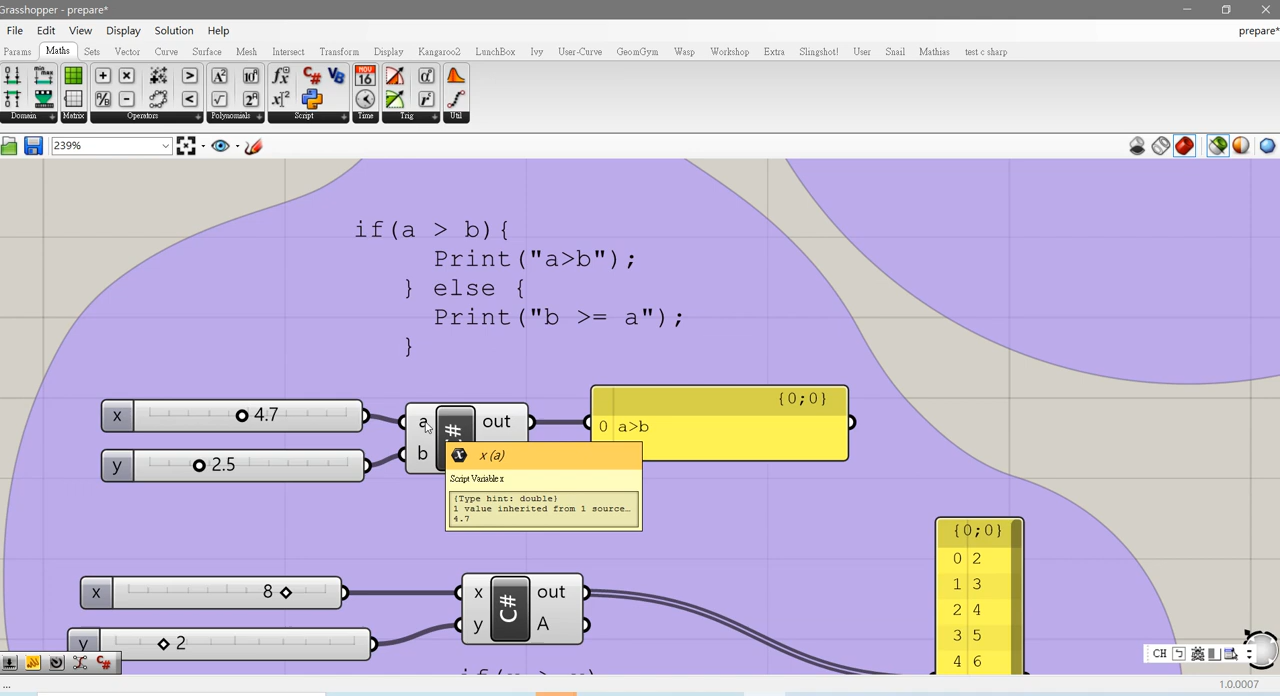 Grasshopper - prepare*
File Edit View Display Solution Help
prepare*
Params Maths Sets Vector Curve Surface Mesh Intersect Transform Display Kangaroo2 LunchBox Ivy User-Curve GeomGym Wasp Workshop Extra Slingshot! User Snail Mathias test c sharp
Domain Matrix Operators Polynomials Script Time Trig Util
239%
if(a > b){
Print("a>b");
} else {
Print("b >= a");
}
x 4.7
y 2.5
a
b
out
C#
{0;0}
0 a>b
x (a)
Script Variable x
{Type hint: double}
1 value inherited from 1 source…
4.7
x 8
y 2
x
y
C#
out
A
{0;0}
0 2
1 3
2 4
3 5
4 6
CH
...
1.0.0007